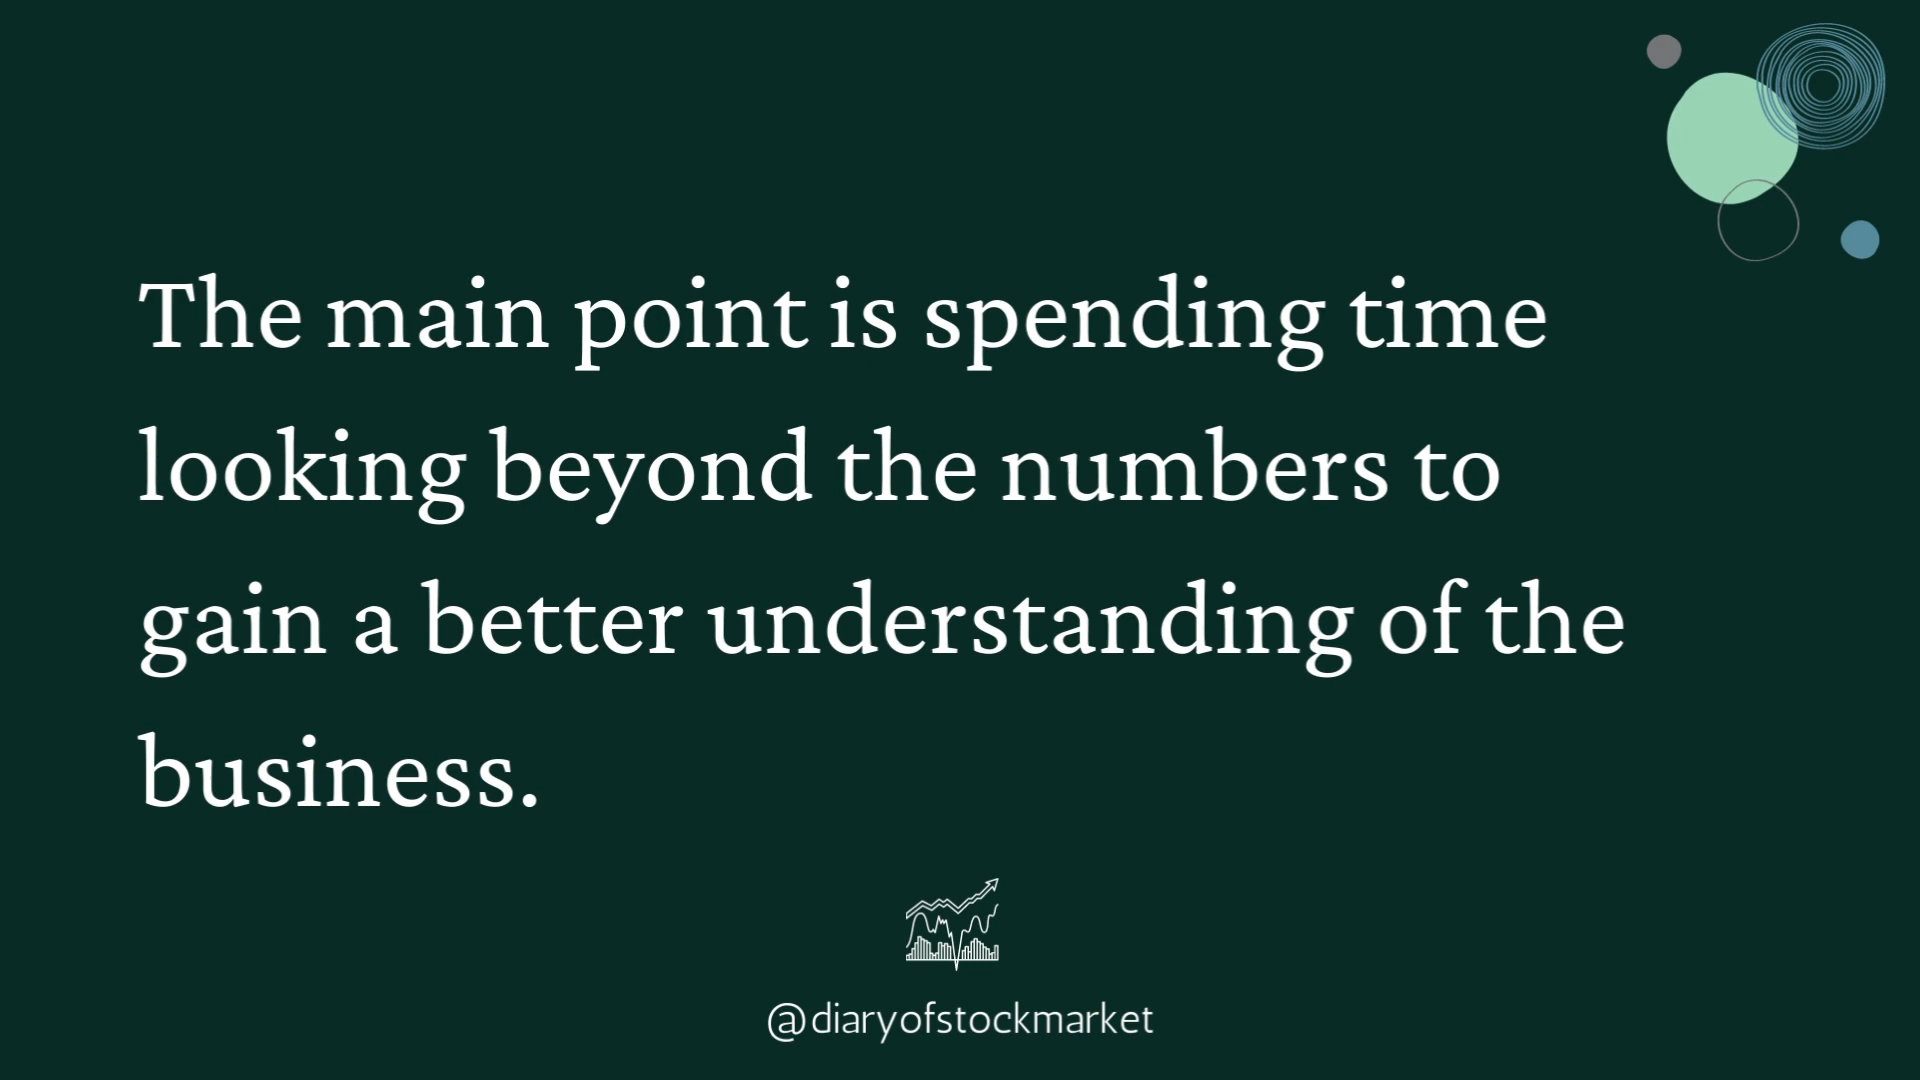 The main point is spending time
looking beyond the numbers to
gain a better understanding of the
business.
@diaryofstockmarket